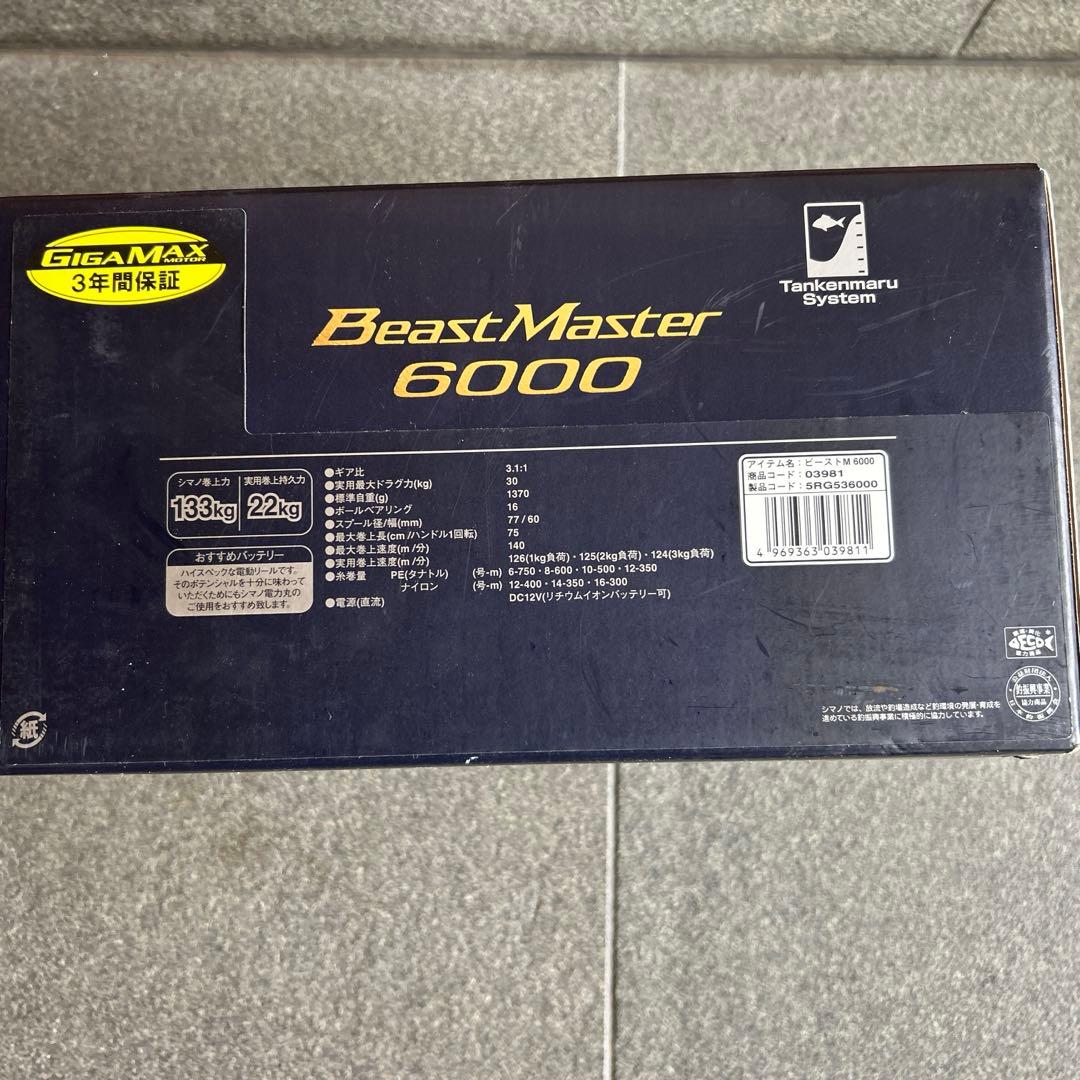 GIGAMAX
MOTOR
3年間保証
Tankenmaru
System
BeastMaster
6000
シマノ巻上力
133kg
実用巻上持久力
22kg
おすすめバッテリー
ハイスペックな電動リールです。
そのポテンシャルを十分に味わって
いただくためにもシマノ電力丸の
ご使用をおすすめ致します。
●ギア比 3.1:1
●実用最大ドラグ力(kg) 30
●標準自重(g) 1370
●ボールベアリング 16
●スプール径/幅(mm) 77/60
●最大巻上長(cm/ハンドル1回転) 75
●最大巻上速度(m/分) 140
●実用巻上速度(m/分) 126(1kg負荷)・125(2kg負荷)・124(3kg負荷)
●糸巻量 PE(タナトル) (号-m) 6-750・8-600・10-500・12-350
ナイロン (号-m) 12-400・14-350・16-300
●電源(直流) DC12V(リチウムイオンバッテリー可)
アイテム名:ビーストM 6000
商品コード:03981
製品コード:5RG536000
4 969363 039811
シマノでは、放流や釣場造成など釣環境の発展・育成を
進めている釣振興事業に積極的に協力しています。
釣振興事業
協力商品
紙